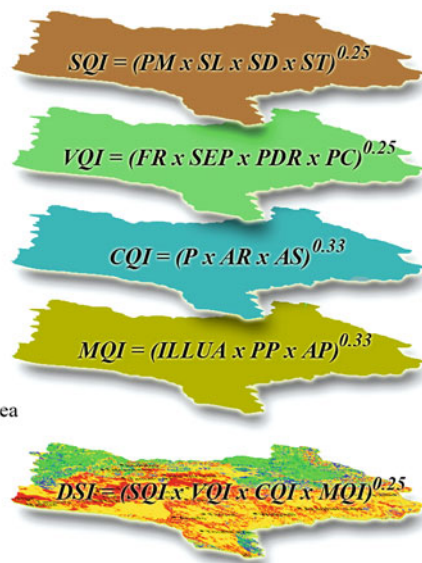 SQI = (PM x SL x SD x ST)^0.25
VQI = (FR x SEP x PDR x PC)^0.25
CQI = (P x AR x AS)^0.33
MQI = (ILLUA x PP x AP)^0.33
ea
DSI = (SQI x VQI x CQI x MQI)^0.25